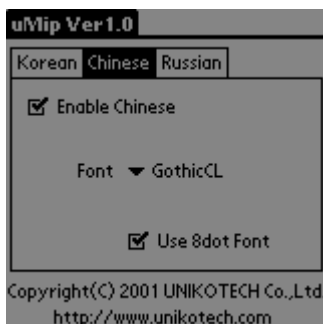 uMip Ver1.0
Korean Chinese Russian
Enable Chinese
Font GothicCL
Use 8dot Font
Copyright(C) 2001 UNIKOTECH Co.,Ltd
http://www.unikotech.com